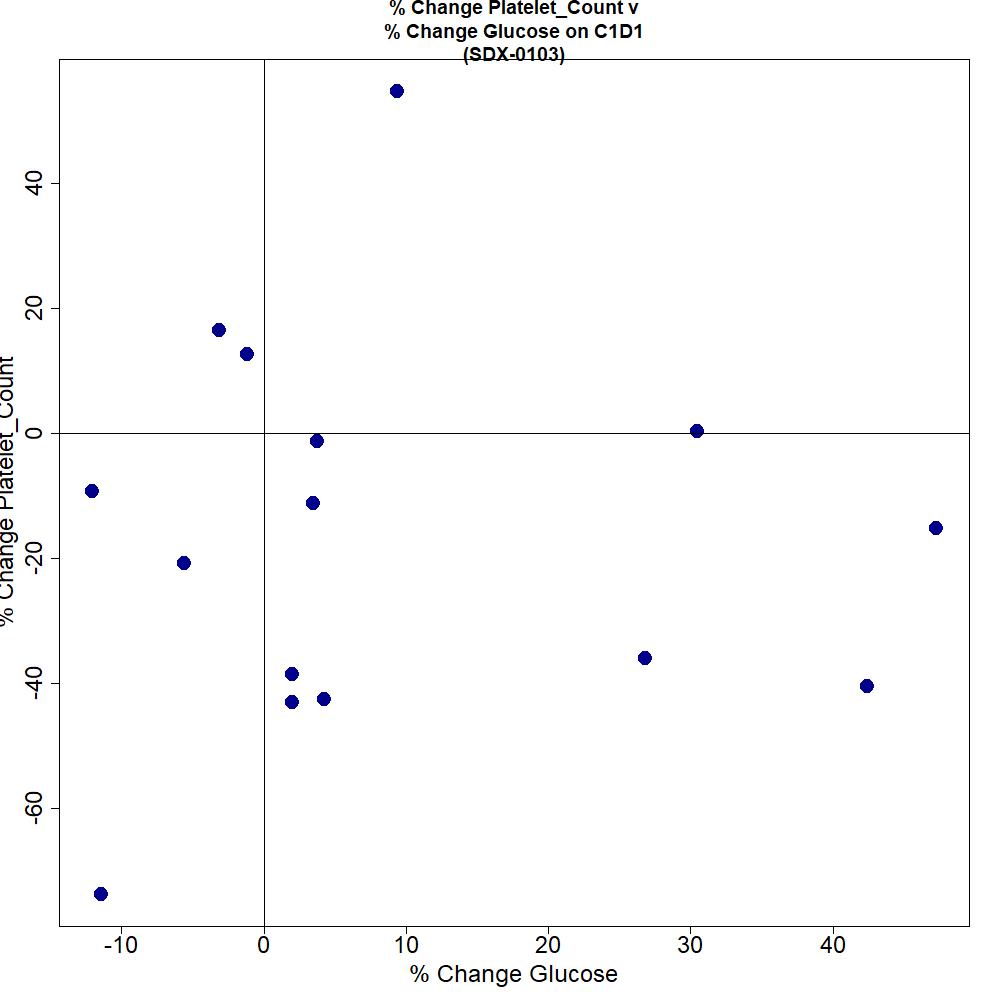 % Change Platelet_Count v
% Change Glucose on C1D1
(SDX-0103)
% Change Platelet_Count
40
20
0
-20
-40
-60
-10
0
10
20
30
40
% Change Glucose